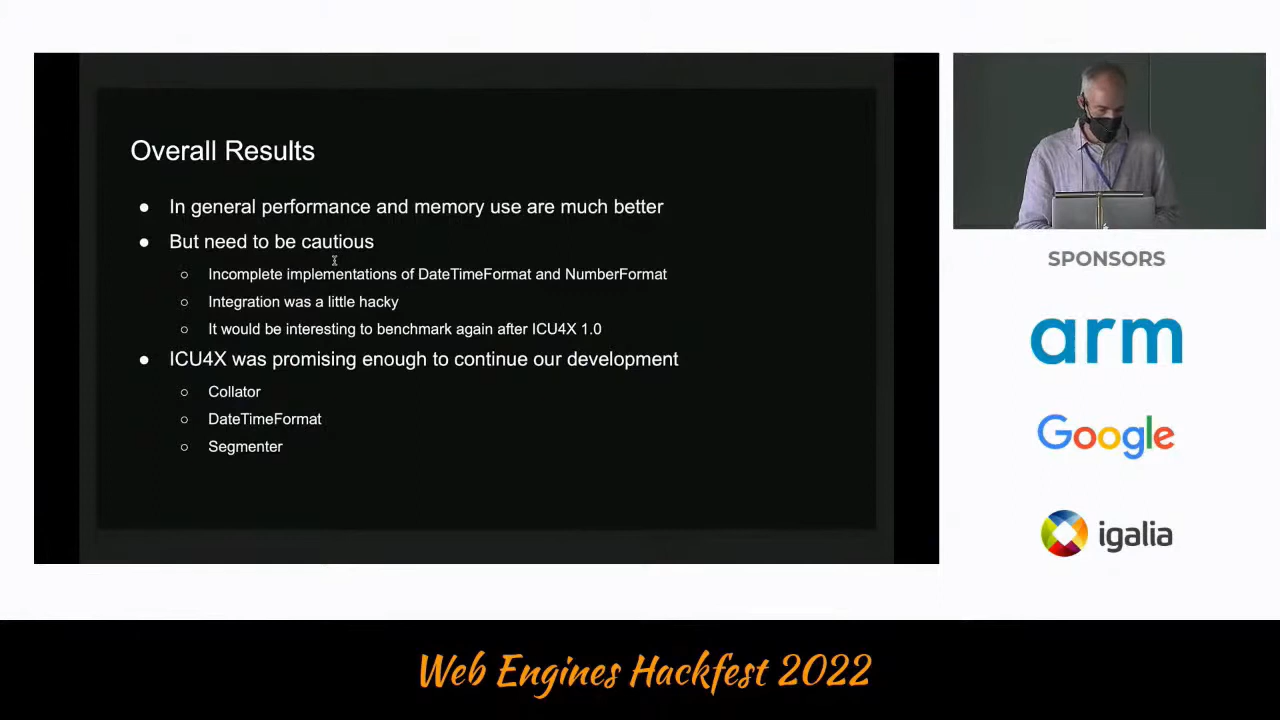 Overall Results
In general performance and memory use are much better
But need to be cautious
Incomplete implementations of DateTimeFormat and NumberFormat
Integration was a little hacky
It would be interesting to benchmark again after ICU4X 1.0
ICU4X was promising enough to continue our development
Collator
DateTimeFormat
Segmenter
SPONSORS
arm
Google
igalia
Web Engines Hackfest 2022